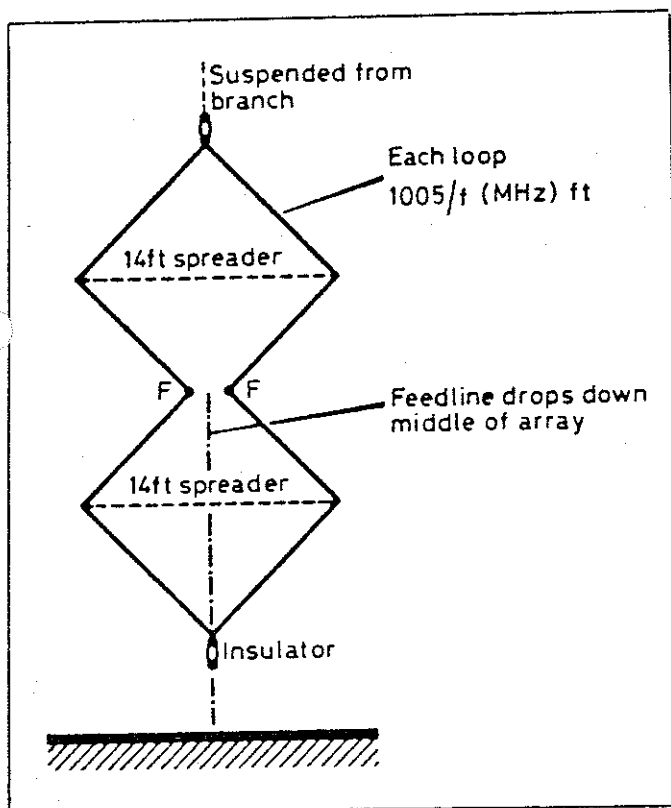 Suspended from
branch
Each loop
1005/f (MHz) ft
14ft spreader
F
F
Feedline drops down
middle of array
14ft spreader
Insulator